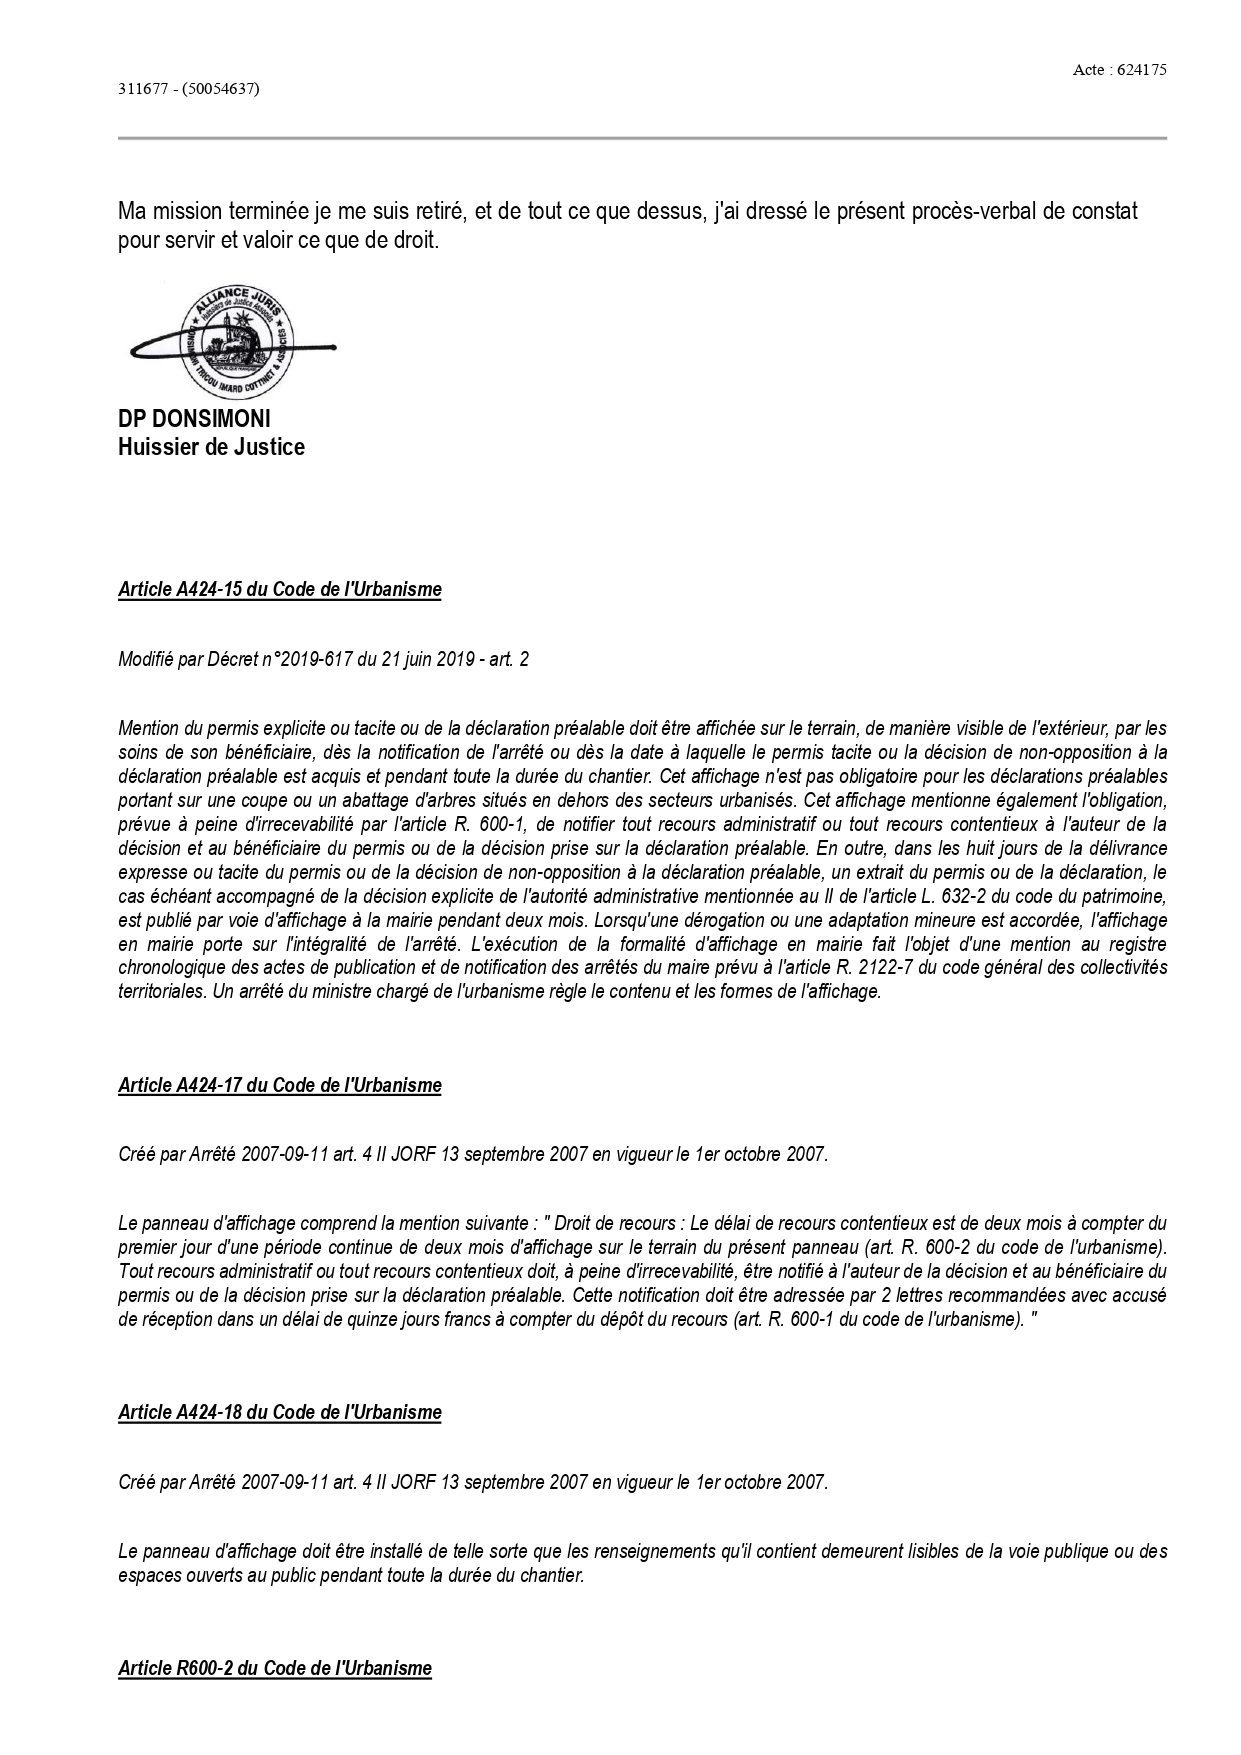 Acte : 624175
311677 - (50054637)
Ma mission terminée je me suis retiré, et de tout ce que dessus, j'ai dressé le présent procès-verbal de constat
pour servir et valoir ce que de droit.
ALLIANCE JURIS
Huissiers de Justice Associés
DONSIMONI TRICOU IMARD COTTINET & ASSOCIÉS
DP DONSIMONI
Huissier de Justice
Article A424-15 du Code de l'Urbanisme
Modifié par Décret n°2019-617 du 21 juin 2019 - art. 2
Mention du permis explicite ou tacite ou de la déclaration préalable doit être affichée sur le terrain, de manière visible de l'extérieur, par les
soins de son bénéficiaire, dès la notification de l'arrêté ou dès la date à laquelle le permis tacite ou la décision de non-opposition à la
déclaration préalable est acquis et pendant toute la durée du chantier. Cet affichage n'est pas obligatoire pour les déclarations préalables
portant sur une coupe ou un abattage d'arbres situés en dehors des secteurs urbanisés. Cet affichage mentionne également l'obligation,
prévue à peine d'irrecevabilité par l'article R. 600-1, de notifier tout recours administratif ou tout recours contentieux à l'auteur de la
décision et au bénéficiaire du permis ou de la décision prise sur la déclaration préalable. En outre, dans les huit jours de la délivrance
expresse ou tacite du permis ou de la décision de non-opposition à la déclaration préalable, un extrait du permis ou de la déclaration, le
cas échéant accompagné de la décision explicite de l'autorité administrative mentionnée au II de l'article L. 632-2 du code du patrimoine,
est publié par voie d'affichage à la mairie pendant deux mois. Lorsqu'une dérogation ou une adaptation mineure est accordée, l'affichage
en mairie porte sur l'intégralité de l'arrêté. L'exécution de la formalité d'affichage en mairie fait l'objet d'une mention au registre
chronologique des actes de publication et de notification des arrêtés du maire prévu à l'article R. 2122-7 du code général des collectivités
territoriales. Un arrêté du ministre chargé de l'urbanisme règle le contenu et les formes de l'affichage.
Article A424-17 du Code de l'Urbanisme
Créé par Arrêté 2007-09-11 art. 4 II JORF 13 septembre 2007 en vigueur le 1er octobre 2007.
Le panneau d'affichage comprend la mention suivante : " Droit de recours : Le délai de recours contentieux est de deux mois à compter du
premier jour d'une période continue de deux mois d'affichage sur le terrain du présent panneau (art. R. 600-2 du code de l'urbanisme).
Tout recours administratif ou tout recours contentieux doit, à peine d'irrecevabilité, être notifié à l'auteur de la décision et au bénéficiaire du
permis ou de la décision prise sur la déclaration préalable. Cette notification doit être adressée par 2 lettres recommandées avec accusé
de réception dans un délai de quinze jours francs à compter du dépôt du recours (art. R. 600-1 du code de l'urbanisme). "
Article A424-18 du Code de l'Urbanisme
Créé par Arrêté 2007-09-11 art. 4 II JORF 13 septembre 2007 en vigueur le 1er octobre 2007.
Le panneau d'affichage doit être installé de telle sorte que les renseignements qu'il contient demeurent lisibles de la voie publique ou des
espaces ouverts au public pendant toute la durée du chantier.
Article R600-2 du Code de l'Urbanisme